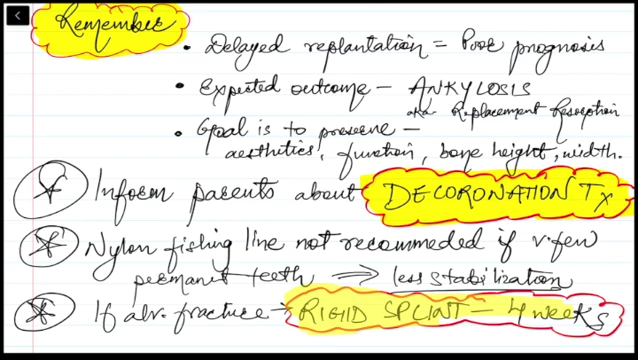 Remember
• Delayed replantation = Poor prognosis
• Expected outcome - ANKYLOSIS
aka Replacement Resorption
• Goal is to preserve -
aesthetics, function, bone height, width.
* Inform parents about DECORONATION Tx
* Nylon fishing line not recommeded if v. few
permanet teeth ⇒ less stabilization
* If alv. fracture → RIGID SPLINT - 4 weeks